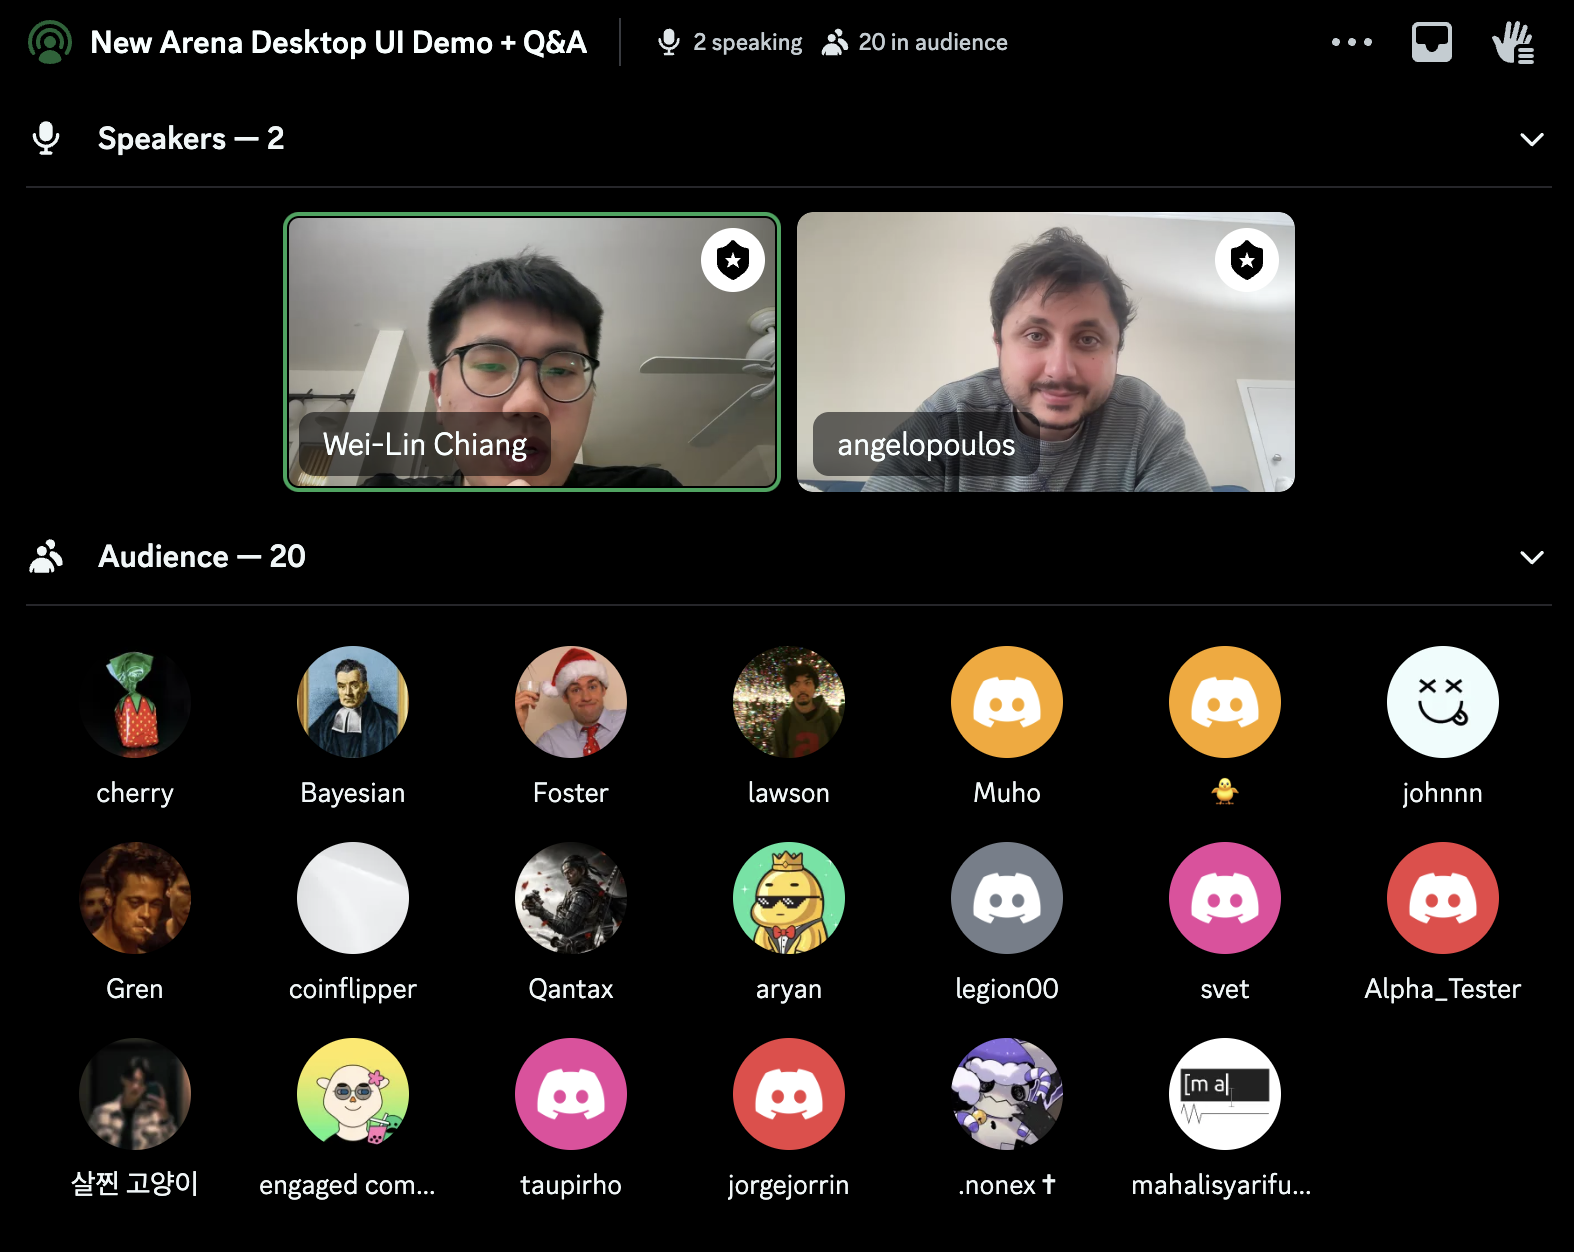 New Arena Desktop UI Demo + Q&A
2 speaking
20 in audience
Speakers — 2
Wei-Lin Chiang
angelopoulos
Audience — 20
cherry
Bayesian
Foster
lawson
Muho
🐥
johnnn
Gren
coinflipper
Qantax
aryan
legion00
svet
Alpha_Tester
[m a
살찐 고양이
engaged com...
taupirho
jorgejorrin
.nonex✝
mahalisyarifu...